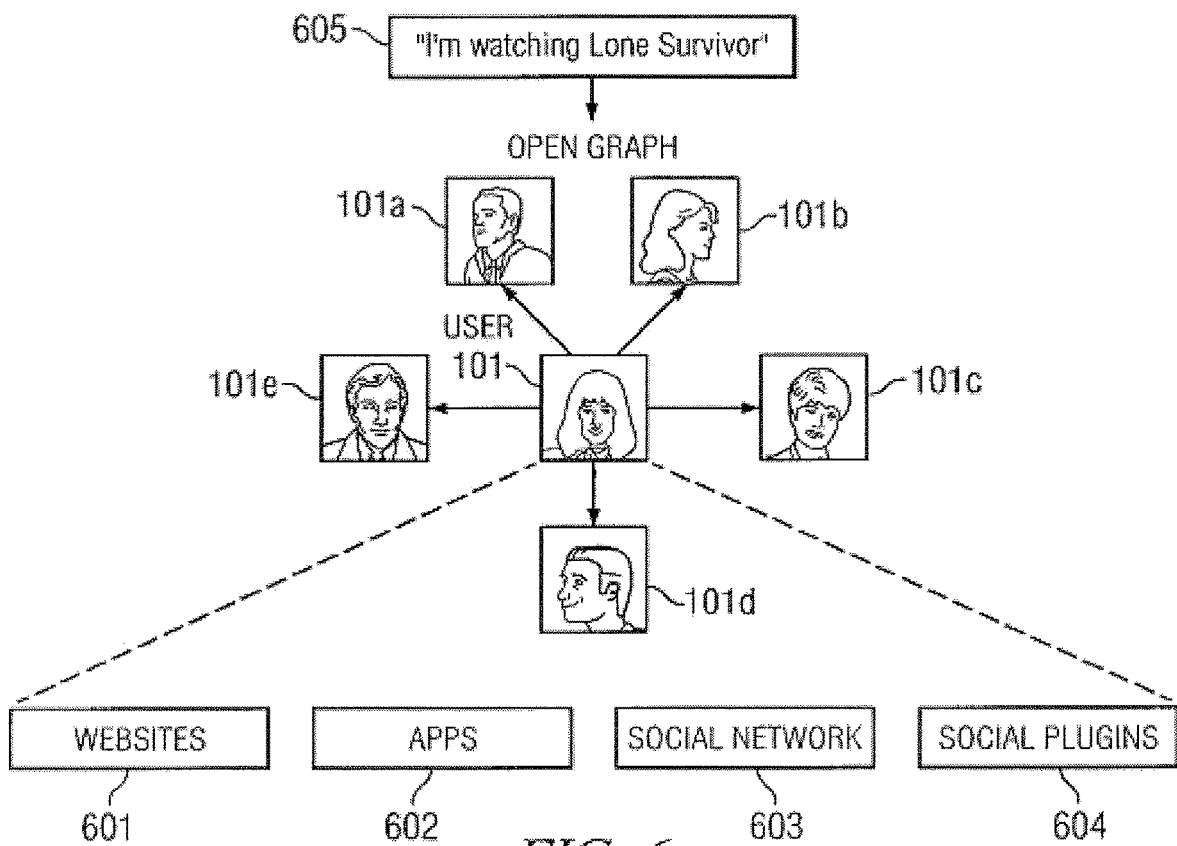 605
"I'm watching Lone Survivor"
OPEN GRAPH
101a
101b
USER
101
101e
101c
101d
WEBSITES
APPS
SOCIAL NETWORK
SOCIAL PLUGINS
601
602
603
604